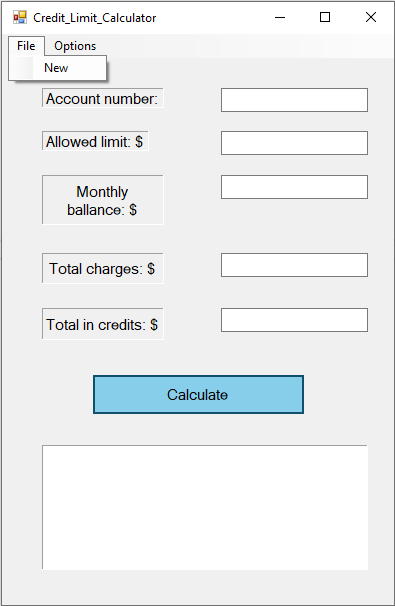 Credit_Limit_Calculator
File Options
New
Account number:
Allowed limit: $
Monthly
ballance: $
Total charges: $
Total in credits: $
Calculate